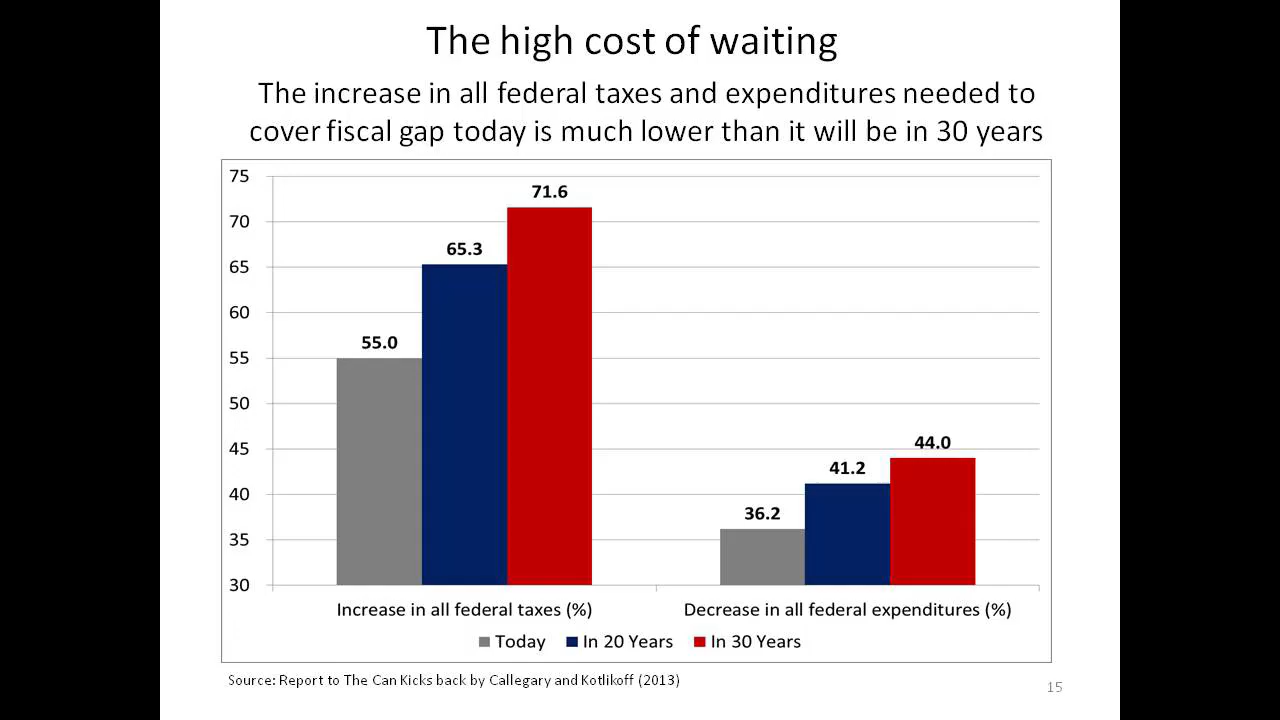 The high cost of waiting
The increase in all federal taxes and expenditures needed to
cover fiscal gap today is much lower than it will be in 30 years
75
70
65
60
55
50
45
40
35
30
55.0
65.3
71.6
36.2
41.2
44.0
Increase in all federal taxes (%)
Decrease in all federal expenditures (%)
Today
In 20 Years
In 30 Years
Source: Report to The Can Kicks back by Callegary and Kotlikoff (2013)
15